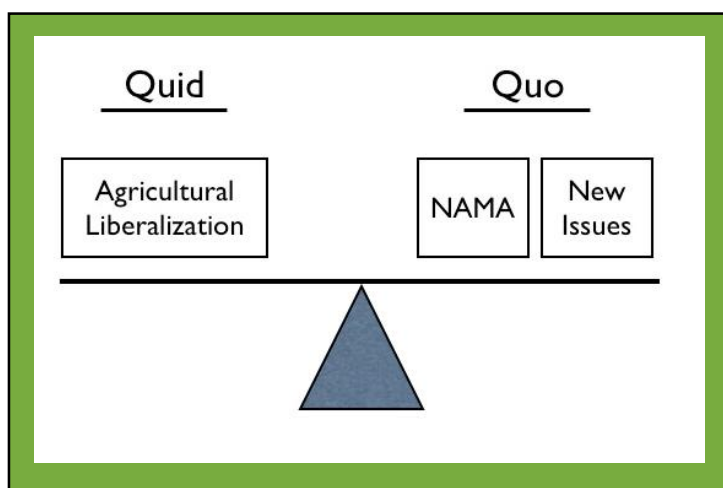 Quid
Quo
Agricultural
Liberalization
NAMA
New
Issues